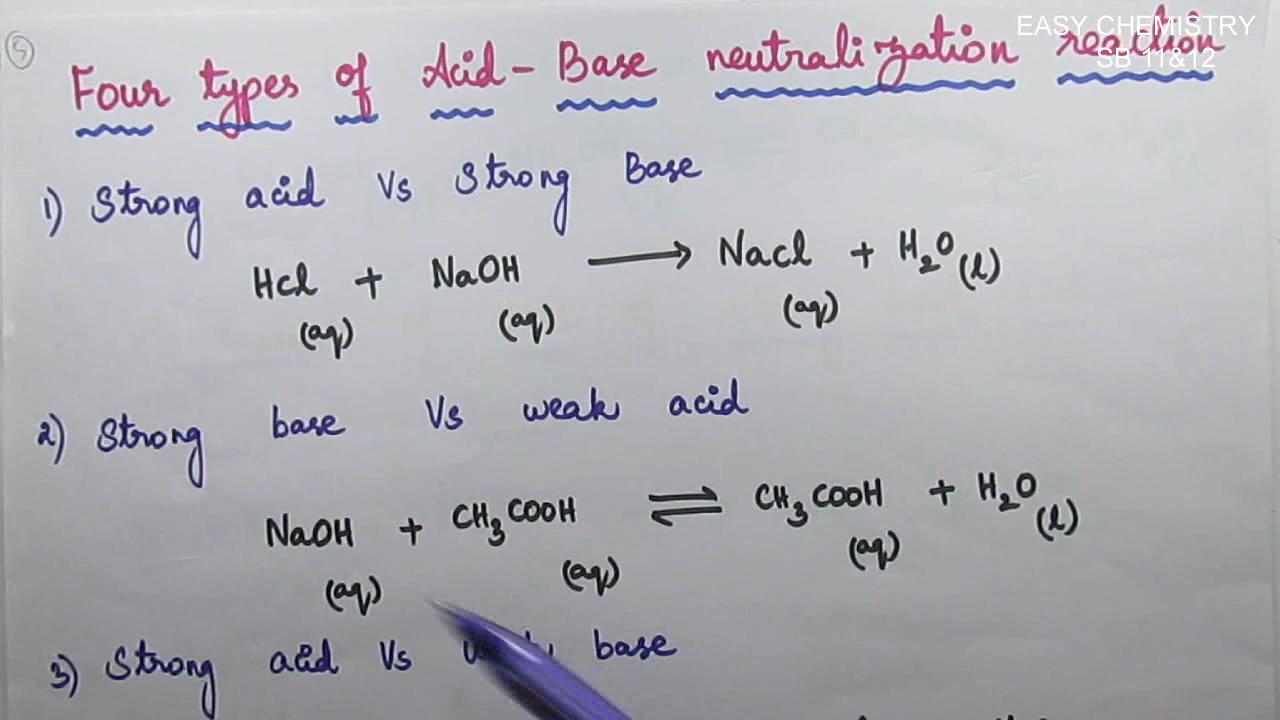 EASY CHEMISTRY
SB 11&12
5
Four types of Acid-Base neutralization reaction
1) Strong acid Vs Strong Base
HCl + NaOH ⟶ NaCl + H₂O (l)
(aq) (aq) (aq)
2) Strong base Vs weak acid
NaOH + CH₃COOH ⇌ CH₃COOH + H₂O (l)
(aq) (aq) (aq)
3) Strong acid Vs base